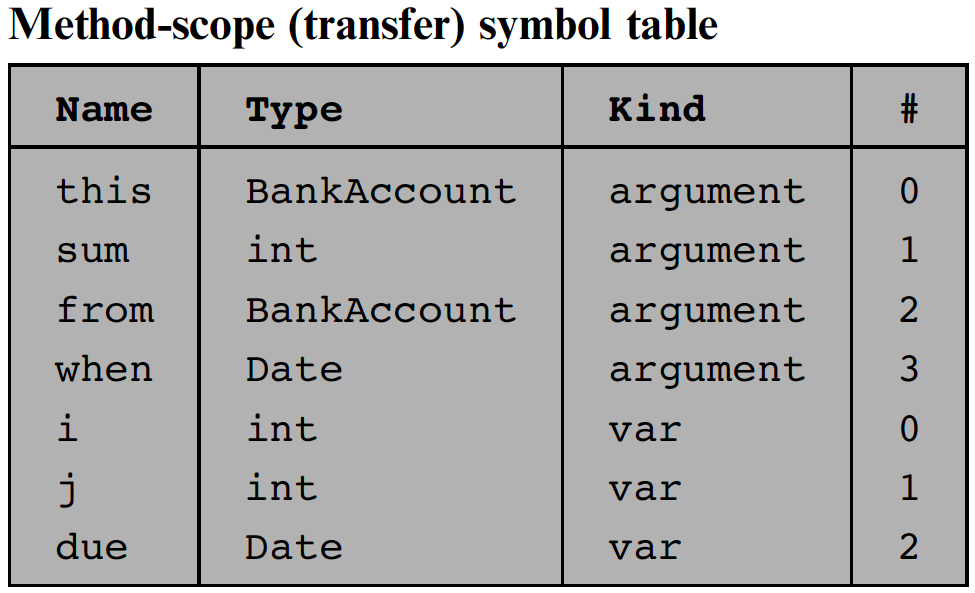 Method-scope (transfer) symbol table
Name Type Kind #
this BankAccount argument 0
sum int argument 1
from BankAccount argument 2
when Date argument 3
i int var 0
j int var 1
due Date var 2